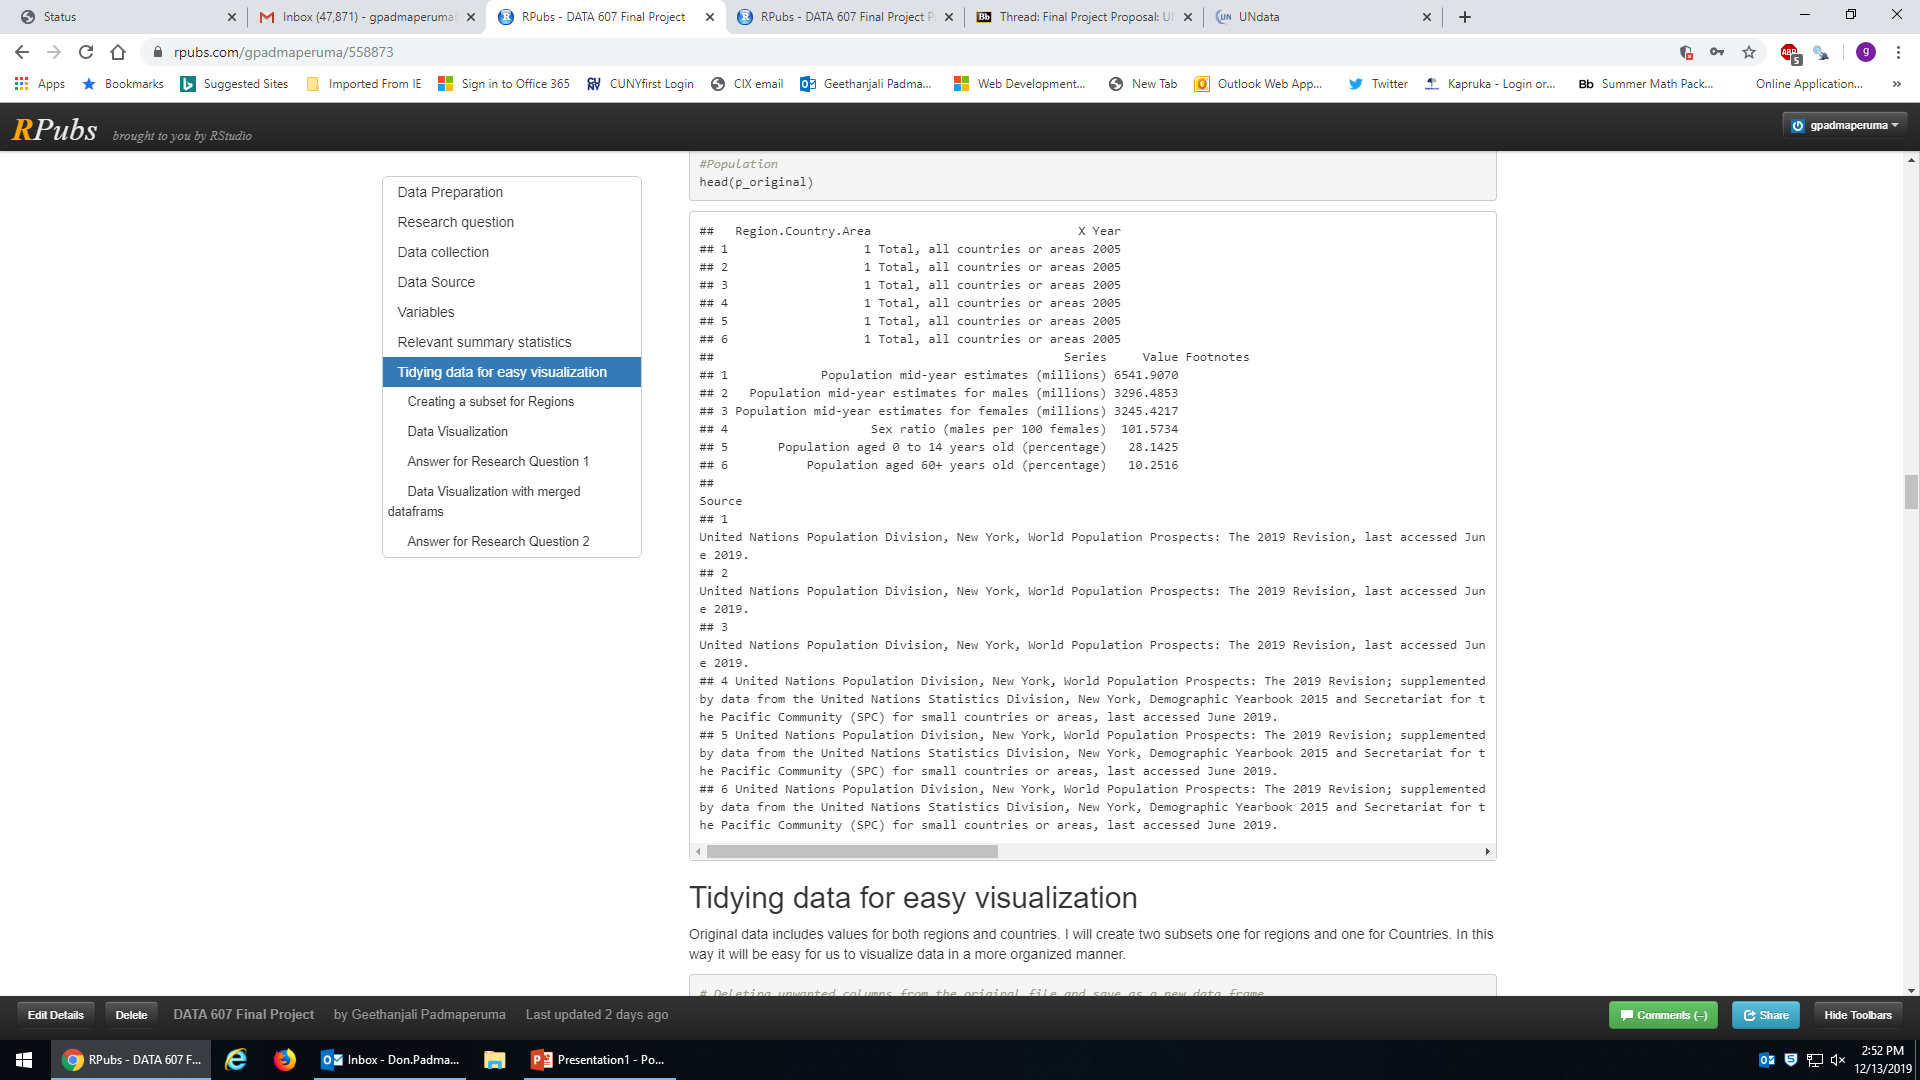 Status
Inbox (47,871) - gpadmaperuma
RPubs - DATA 607 Final Project
RPubs - DATA 607 Final Project P
Bb Thread: Final Project Proposal: U
UN UNdata
rpubs.com/gpadmaperuma/558873
ABP 5 g
Apps Bookmarks Suggested Sites Imported From IE Sign in to Office 365 CUNYfirst Login CIX email Geethanjali Padma... Web Development... New Tab Outlook Web App... Twitter Kapruka - Login or... Bb Summer Math Pack... Online Application... »
RPubs brought to you by RStudio
gpadmaperuma
Data Preparation
Research question
Data collection
Data Source
Variables
Relevant summary statistics
Tidying data for easy visualization
Creating a subset for Regions
Data Visualization
Answer for Research Question 1
Data Visualization with merged
dataframs
Answer for Research Question 2
#Population
head(p_original)
##   Region.Country.Area                             X Year
## 1                   1 Total, all countries or areas 2005
## 2                   1 Total, all countries or areas 2005
## 3                   1 Total, all countries or areas 2005
## 4                   1 Total, all countries or areas 2005
## 5                   1 Total, all countries or areas 2005
## 6                   1 Total, all countries or areas 2005
##                                                 Series     Value Footnotes
## 1             Population mid-year estimates (millions) 6541.9070
## 2   Population mid-year estimates for males (millions) 3296.4853
## 3 Population mid-year estimates for females (millions) 3245.4217
## 4                    Sex ratio (males per 100 females)  101.5734
## 5       Population aged 0 to 14 years old (percentage)   28.1425
## 6           Population aged 60+ years old (percentage)   10.2516
##
Source
## 1
United Nations Population Division, New York, World Population Prospects: The 2019 Revision, last accessed Jun
e 2019.
## 2
United Nations Population Division, New York, World Population Prospects: The 2019 Revision, last accessed Jun
e 2019.
## 3
United Nations Population Division, New York, World Population Prospects: The 2019 Revision, last accessed Jun
e 2019.
## 4 United Nations Population Division, New York, World Population Prospects: The 2019 Revision; supplemented
by data from the United Nations Statistics Division, New York, Demographic Yearbook 2015 and Secretariat for t
he Pacific Community (SPC) for small countries or areas, last accessed June 2019.
## 5 United Nations Population Division, New York, World Population Prospects: The 2019 Revision; supplemented
by data from the United Nations Statistics Division, New York, Demographic Yearbook 2015 and Secretariat for t
he Pacific Community (SPC) for small countries or areas, last accessed June 2019.
## 6 United Nations Population Division, New York, World Population Prospects: The 2019 Revision; supplemented
by data from the United Nations Statistics Division, New York, Demographic Yearbook 2015 and Secretariat for t
he Pacific Community (SPC) for small countries or areas, last accessed June 2019.
Tidying data for easy visualization
Original data includes values for both regions and countries. I will create two subsets one for regions and one for Countries. In this
way it will be easy for us to visualize data in a more organized manner.
# Deleting unwanted columns from the original file and save as a new data frame
Edit Details Delete DATA 607 Final Project by Geethanjali Padmaperuma Last updated 2 days ago Comments (–) Share Hide Toolbars
RPubs - DATA 607 F... Inbox - Don.Padma... Presentation1 - Po...
2:52 PM
12/13/2019